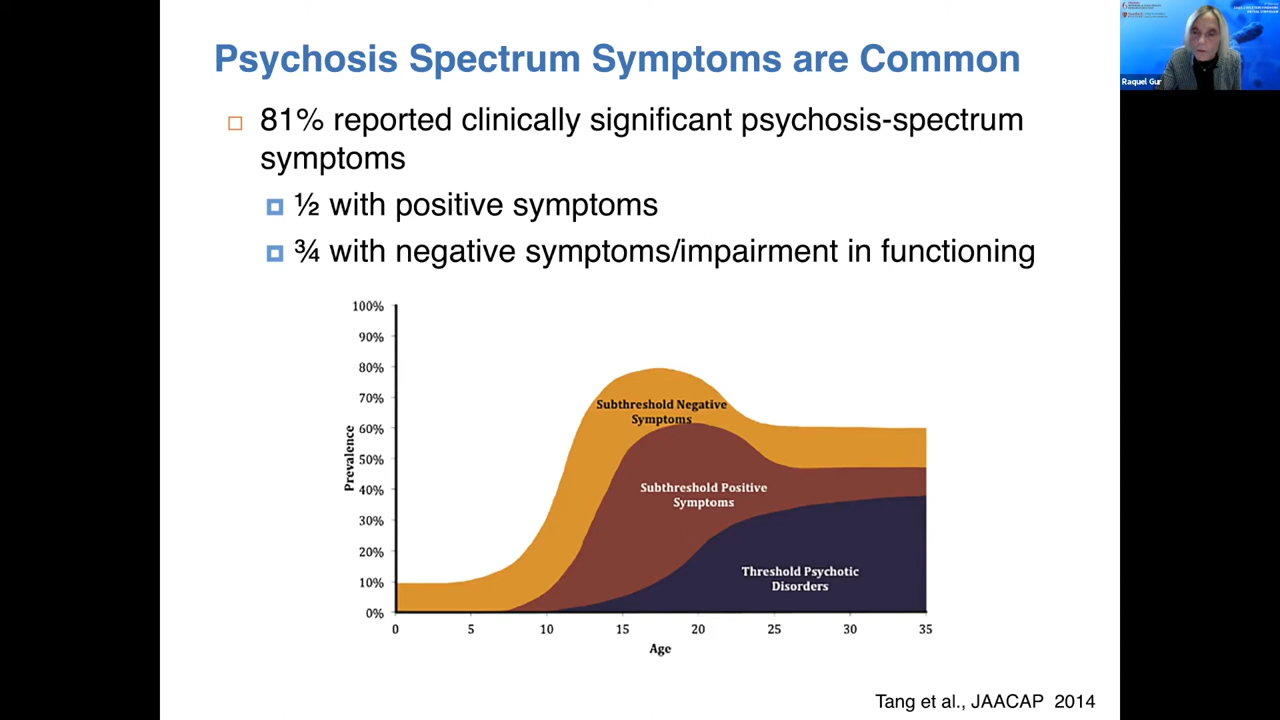 Psychosis Spectrum Symptoms are Common
81% reported clinically significant psychosis-spectrum
symptoms
½ with positive symptoms
¾ with negative symptoms/impairment in functioning
100%
90%
80%
70%
60%
50%
40%
30%
20%
10%
0%
Prevalence
Subthreshold Negative
Symptoms
Subthreshold Positive
Symptoms
Threshold Psychotic
Disorders
0 5 10 15 20 25 30 35
Age
Tang et al., JAACAP 2014
Raquel Gur